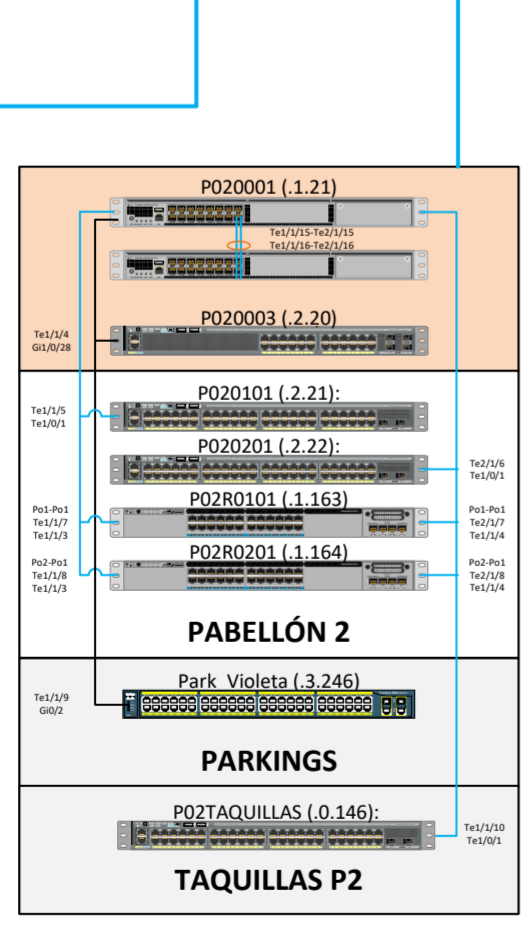 P020001 (.1.21)
Te1/1/15-Te2/1/15
Te1/1/16-Te2/1/16
P020003 (.2.20)
Te1/1/4
Gi1/0/28
P020101 (.2.21):
Te1/1/5
Te1/0/1
P020201 (.2.22):
Te2/1/6
Te1/0/1
P02R0101 (.1.163)
Po1-Po1
Te1/1/7
Te1/1/3
Po1-Po1
Te2/1/7
Te1/1/4
P02R0201 (.1.164)
Po2-Po1
Te1/1/8
Te1/1/3
Po2-Po1
Te2/1/8
Te1/1/4
PABELLÓN 2
Park Violeta (.3.246)
Te1/1/9
Gi0/2
PARKINGS
P02TAQUILLAS (.0.146):
Te1/1/10
Te1/0/1
TAQUILLAS P2